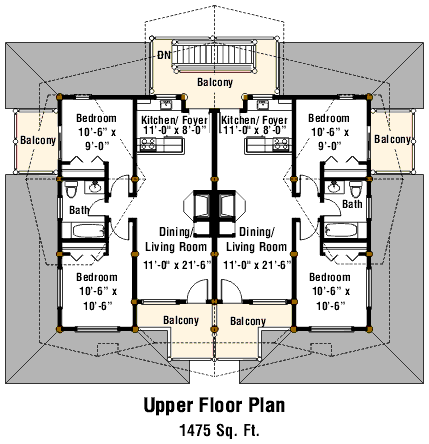 DN
Balcony
Bedroom
10'-6" x
9'-0"
Kitchen/ Foyer
11'-0" x 8'-0"
Kitchen/ Foyer
11'-0" x 8'-0"
Bedroom
10'-6" x
9'-0"
Balcony
Balcony
Bath
Bath
Dining/
Living Room
11'-0" x 21'-6"
Dining/
Living Room
11'-0" x 21'-6"
Bedroom
10'-6" x
10'-6"
Bedroom
10'-6" x
10'-6"
Balcony
Balcony
Upper Floor Plan
1475 Sq. Ft.